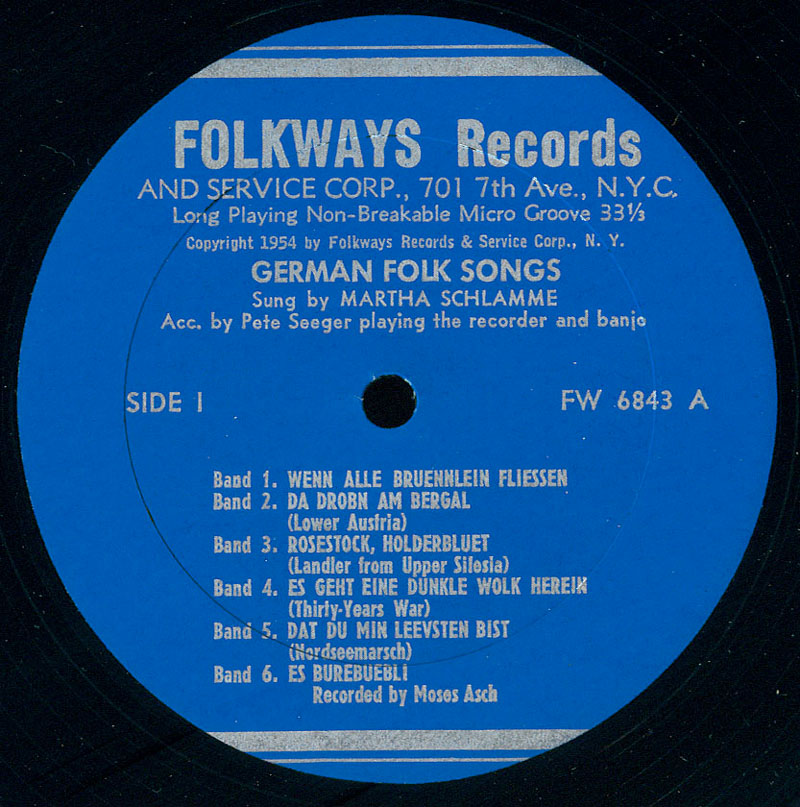 FOLKWAYS Records
AND SERVICE CORP., 701 7th Ave., N.Y.C.
Long Playing Non-Breakable Micro Groove 33⅓
Copyright 1954 by Folkways Records & Service Corp., N. Y.
GERMAN FOLK SONGS
Sung by MARTHA SCHLAMME
Acc. by Pete Seeger playing the recorder and banjo
SIDE I
FW 6843 A
Band 1. WENN ALLE BRUENNLEIN FLIESSEN
Band 2. DA DROBN AM BERGAL
(Lower Austria)
Band 3. ROSESTOCK, HOLDERBLUET
(Landler from Upper Silesia)
Band 4. ES GEHT EINE DUNKLE WOLK HEREIN
(Thirty-Years War)
Band 5. DAT DU MIN LEEVSTEN BIST
(Nordseemarsch)
Band 6. ES BUREBUEBLI
Recorded by Moses Asch